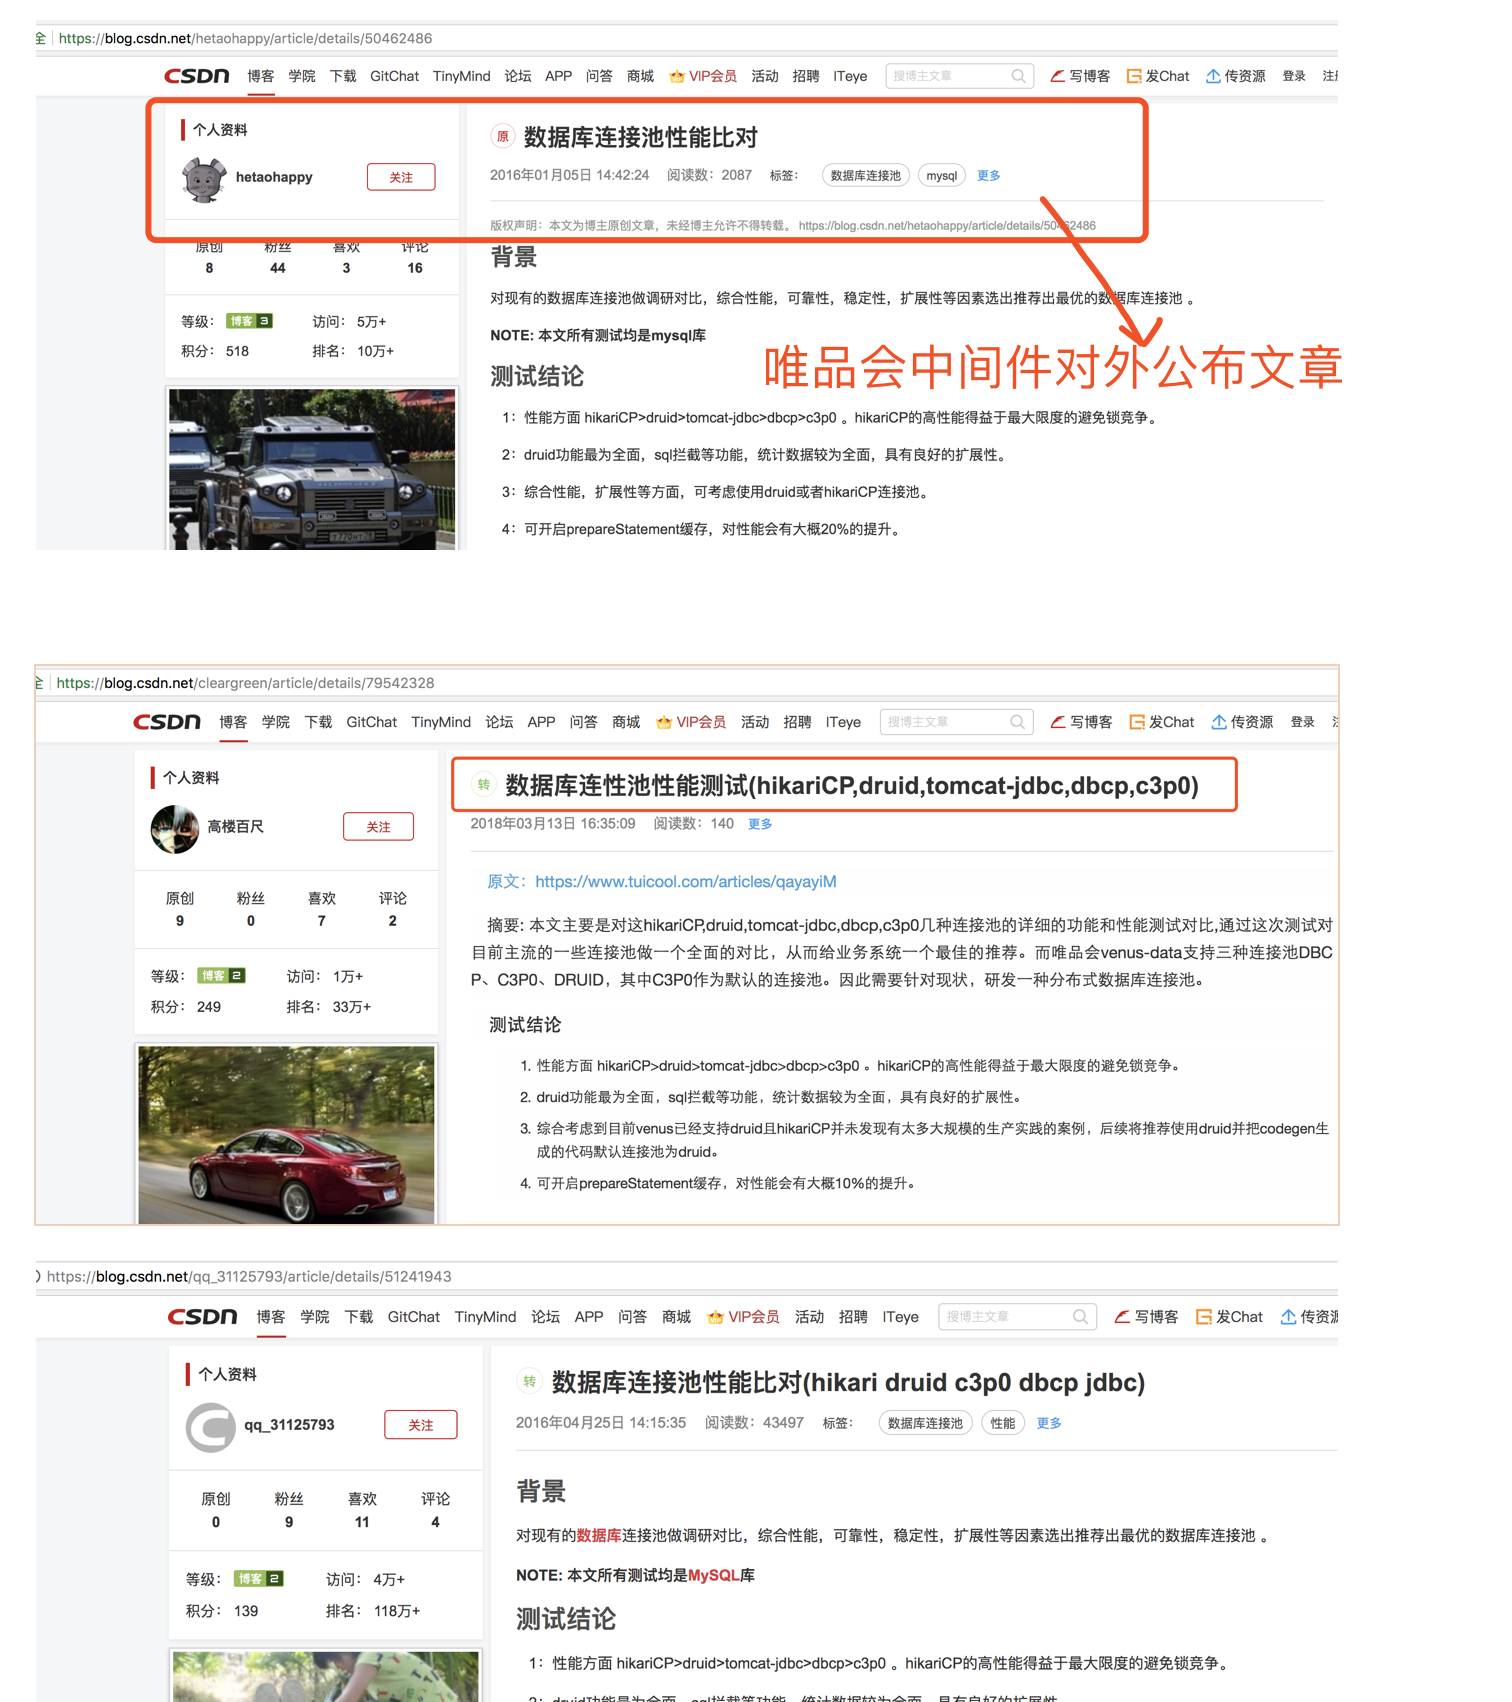 全 https://blog.csdn.net/hetaohappy/article/details/50462486
CSDN 博客 学院 下载 GitChat TinyMind 论坛 APP 问答 商城 VIP会员 活动 招聘 ITeye 搜博主文章 写博客 发Chat 传资源 登录
个人资料
hetaohappy 关注
原创 粉丝 喜欢 评论
8 44 3 16
等级： 博客 3 访问： 5万+
积分： 518 排名： 10万+
原 数据库连接池性能比对
2016年01月05日 14:42:24 阅读数：2087 标签： 数据库连接池 mysql 更多
版权声明：本文为博主原创文章，未经博主允许不得转载。 https://blog.csdn.net/hetaohappy/article/details/50462486
背景
对现有的数据库连接池做调研对比，综合性能，可靠性，稳定性，扩展性等因素选出推荐出最优的数据库连接池 。
NOTE: 本文所有测试均是mysql库
唯品会中间件对外公布文章
测试结论
1：性能方面 hikariCP>druid>tomcat-jdbc>dbcp>c3p0 。hikariCP的高性能得益于最大限度的避免锁竞争。
2：druid功能最为全面，sql拦截等功能，统计数据较为全面，具有良好的扩展性。
3：综合性能，扩展性等方面，可考虑使用druid或者hikariCP连接池。
4：可开启prepareStatement缓存，对性能会有大概20%的提升。
全 https://blog.csdn.net/cleargreen/article/details/79542328
CSDN 博客 学院 下载 GitChat TinyMind 论坛 APP 问答 商城 VIP会员 活动 招聘 ITeye 搜博主文章 写博客 发Chat 传资源 登录
个人资料
高楼百尺 关注
原创 粉丝 喜欢 评论
9 0 7 2
等级： 博客 2 访问： 1万+
积分： 249 排名： 33万+
转 数据库连性池性能测试(hikariCP,druid,tomcat-jdbc,dbcp,c3p0)
2018年03月13日 16:35:09 阅读数：140 更多
原文：https://www.tuicool.com/articles/qayayiM
摘要: 本文主要是对这hikariCP,druid,tomcat-jdbc,dbcp,c3p0几种连接池的详细的功能和性能测试对比,通过这次测试对
目前主流的一些连接池做一个全面的对比，从而给业务系统一个最佳的推荐。而唯品会venus-data支持三种连接池DBC
P、C3P0、DRUID，其中C3P0作为默认的连接池。因此需要针对现状，研发一种分布式数据库连接池。
测试结论
1. 性能方面 hikariCP>druid>tomcat-jdbc>dbcp>c3p0 。hikariCP的高性能得益于最大限度的避免锁竞争。
2. druid功能最为全面，sql拦截等功能，统计数据较为全面，具有良好的扩展性。
3. 综合考虑到目前venus已经支持druid且hikariCP并未发现有太多大规模的生产实践的案例，后续将推荐使用druid并把codegen生
成的代码默认连接池为druid。
4. 可开启prepareStatement缓存，对性能会有大概10%的提升。
https://blog.csdn.net/qq_31125793/article/details/51241943
CSDN 博客 学院 下载 GitChat TinyMind 论坛 APP 问答 商城 VIP会员 活动 招聘 ITeye 搜博主文章 写博客 发Chat 传资源
个人资料
qq_31125793 关注
原创 粉丝 喜欢 评论
0 9 11 4
等级： 博客 2 访问： 4万+
积分： 139 排名： 118万+
转 数据库连接池性能比对(hikari druid c3p0 dbcp jdbc)
2016年04月25日 14:15:35 阅读数：43497 标签： 数据库连接池 性能 更多
背景
对现有的数据库连接池做调研对比，综合性能，可靠性，稳定性，扩展性等因素选出推荐出最优的数据库连接池 。
NOTE: 本文所有测试均是MySQL库
测试结论
1：性能方面 hikariCP>druid>tomcat-jdbc>dbcp>c3p0 。hikariCP的高性能得益于最大限度的避免锁竞争。
2：druid功能最为全面，sql拦截等功能，统计数据较为全面，具有良好的扩展性。